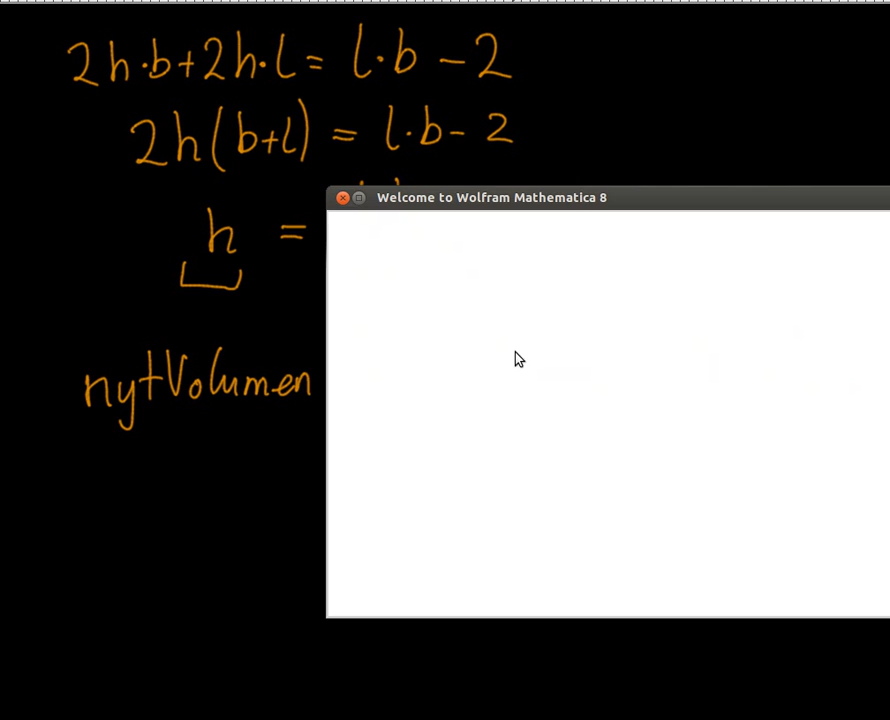 2h·b+2h·l = l·b - 2
2h(b+l) = l·b - 2
h =
nytVolumen
Welcome to Wolfram Mathematica 8